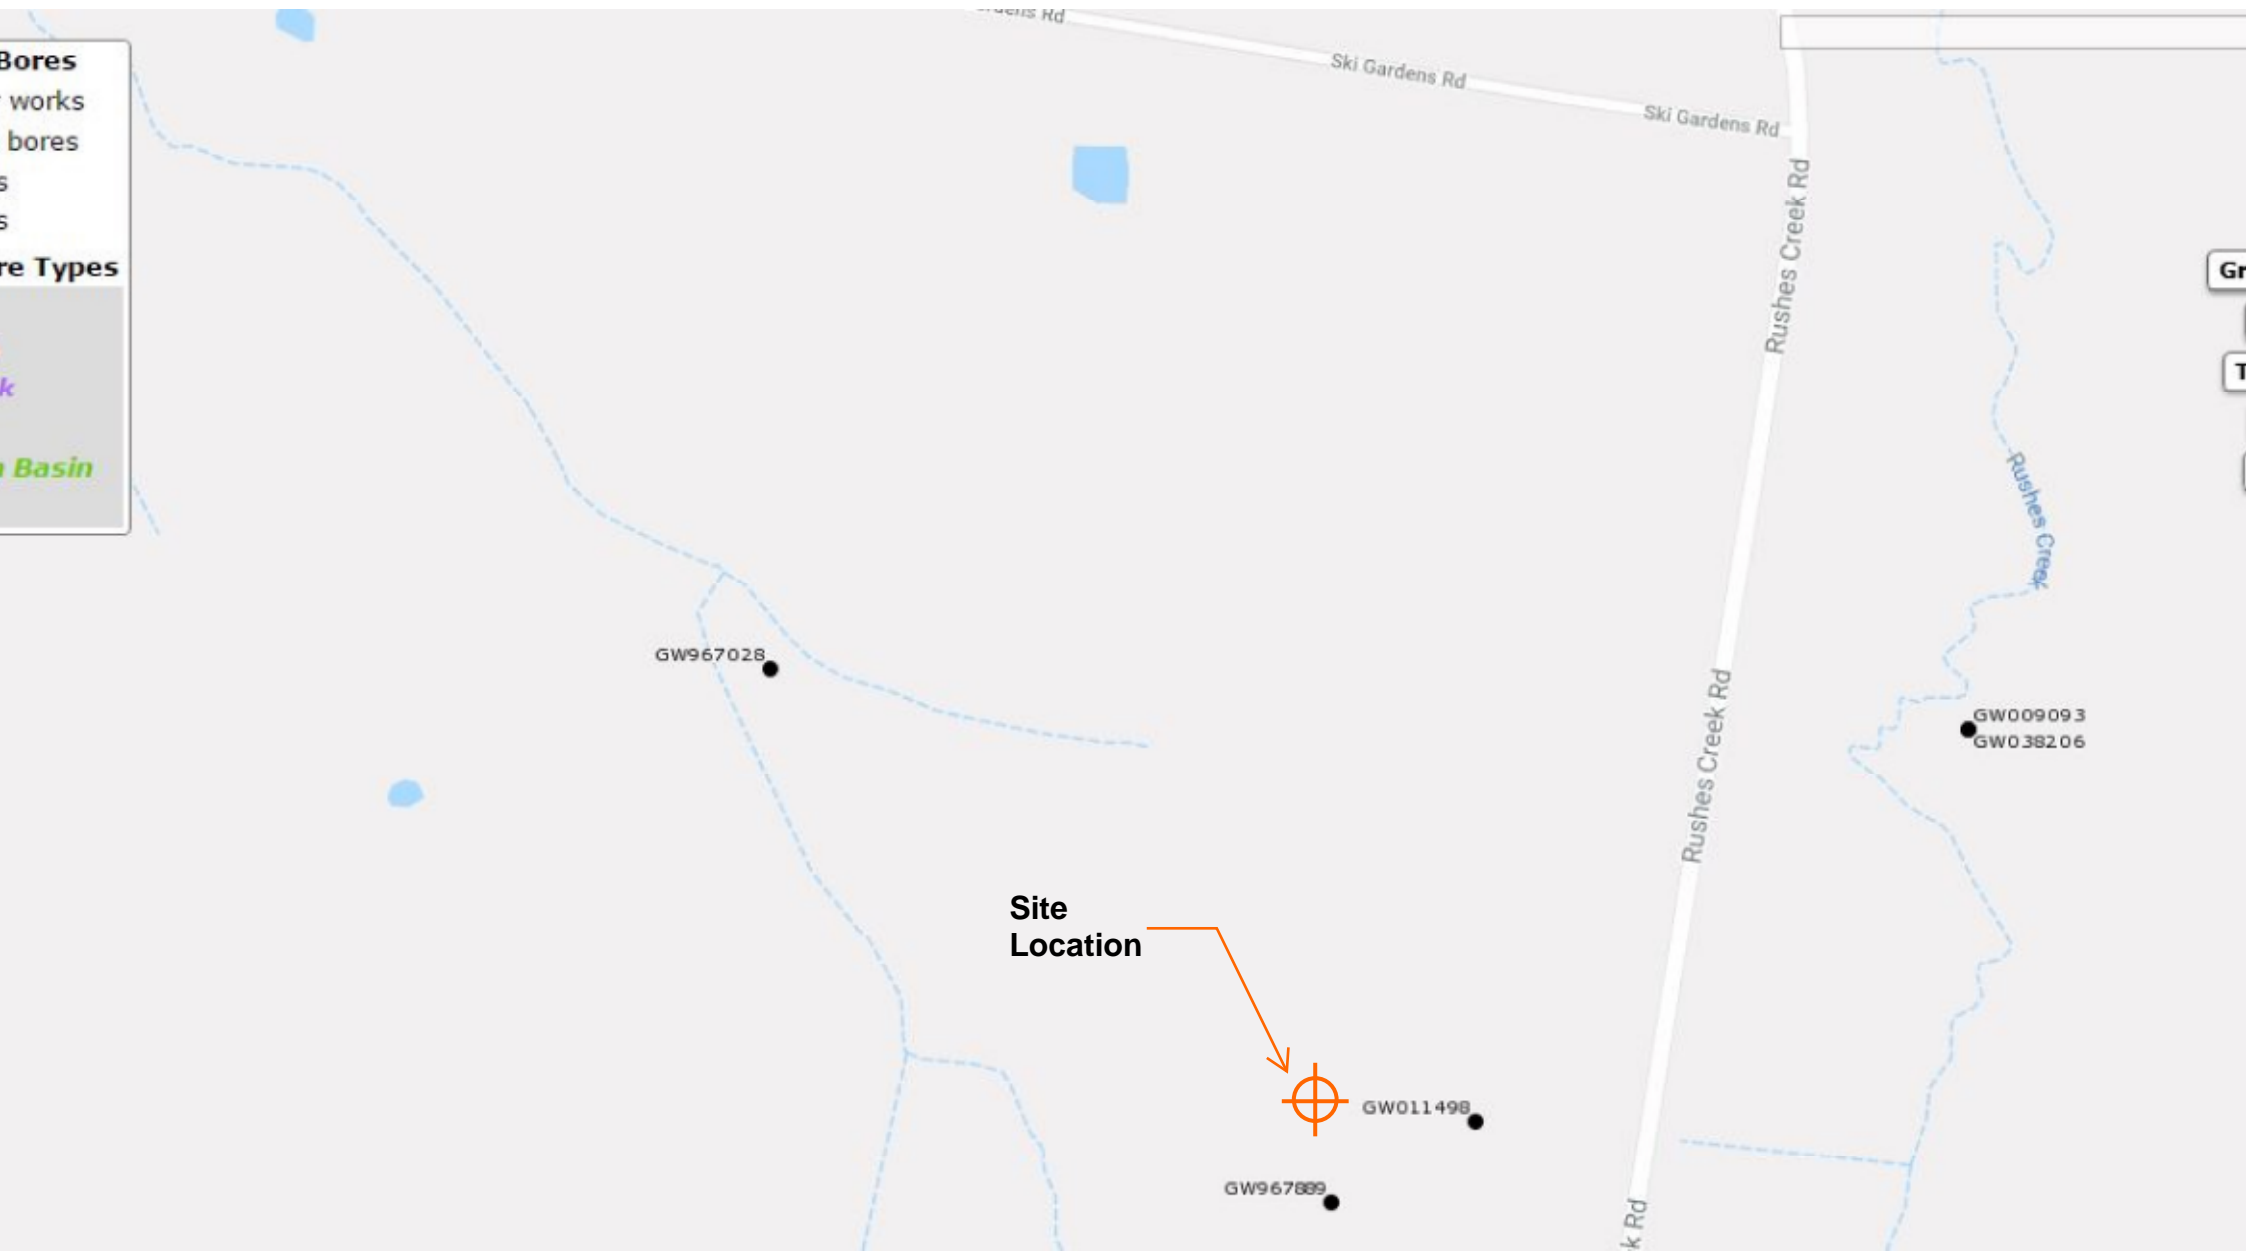 Ski Gardens Rd
Ski Gardens Rd
Bores
works
bores
re Types
k
Basin
Rushes Creek Rd
Rushes Creek
GW967028
Rushes Creek Rd
GW009093
GW038206
Site
Location
GW011498
GW967889
k Rd